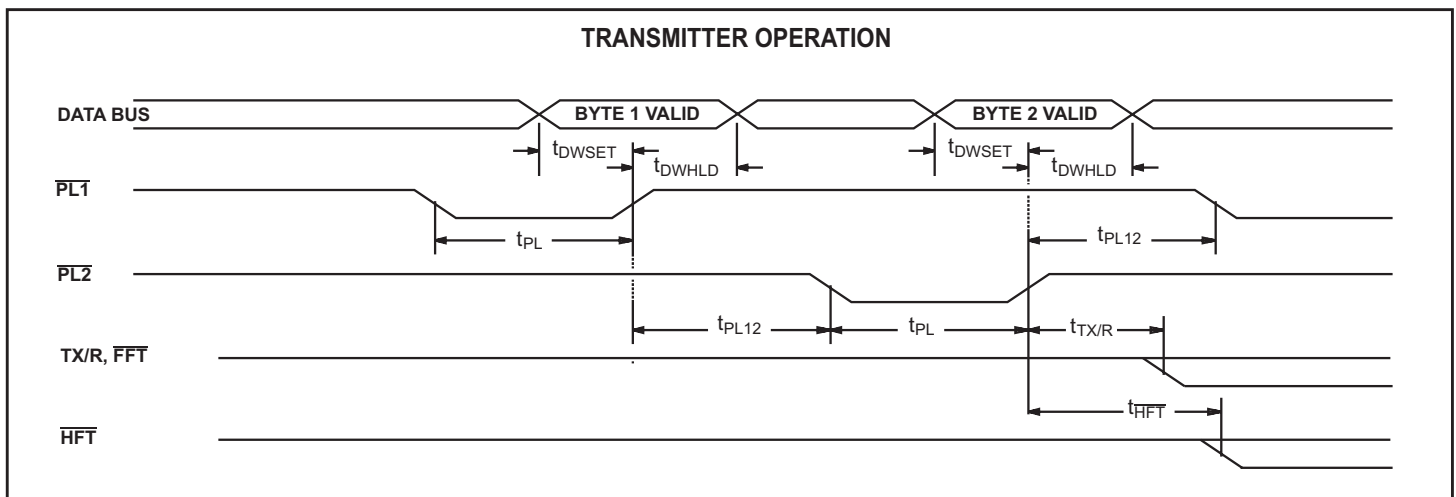 TRANSMITTER OPERATION
DATA BUS
BYTE 1 VALID
BYTE 2 VALID
tDWSET
tDWHLD
tDWSET
tDWHLD
PL1
tPL
tPL12
PL2
tPL12
tPL
tTX/R
TX/R, FFT
tHFT
HFT